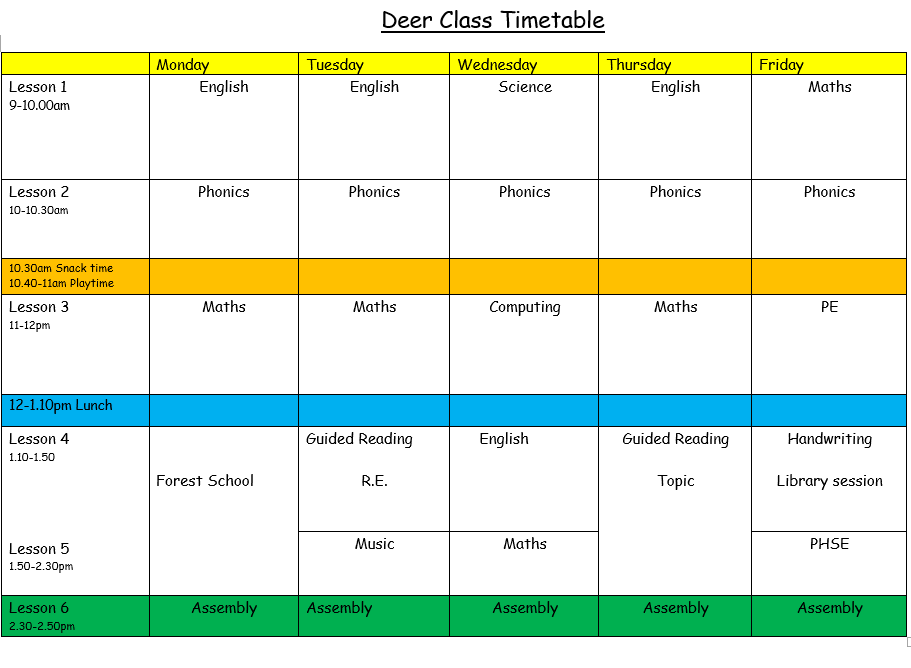 Deer Class Timetable
Monday Tuesday Wednesday Thursday Friday
Lesson 1 English English Science English Maths
9-10.00am
Lesson 2 Phonics Phonics Phonics Phonics Phonics
10-10.30am
10.30am Snack time
10.40-11am Playtime
Lesson 3 Maths Maths Computing Maths PE
11-12pm
12-1.10pm Lunch
Lesson 4 Guided Reading English Guided Reading Handwriting
1.10-1.50
Forest School R.E. Topic Library session
Lesson 5 Music Maths PHSE
1.50-2.30pm
Lesson 6 Assembly Assembly Assembly Assembly Assembly
2.30-2.50pm